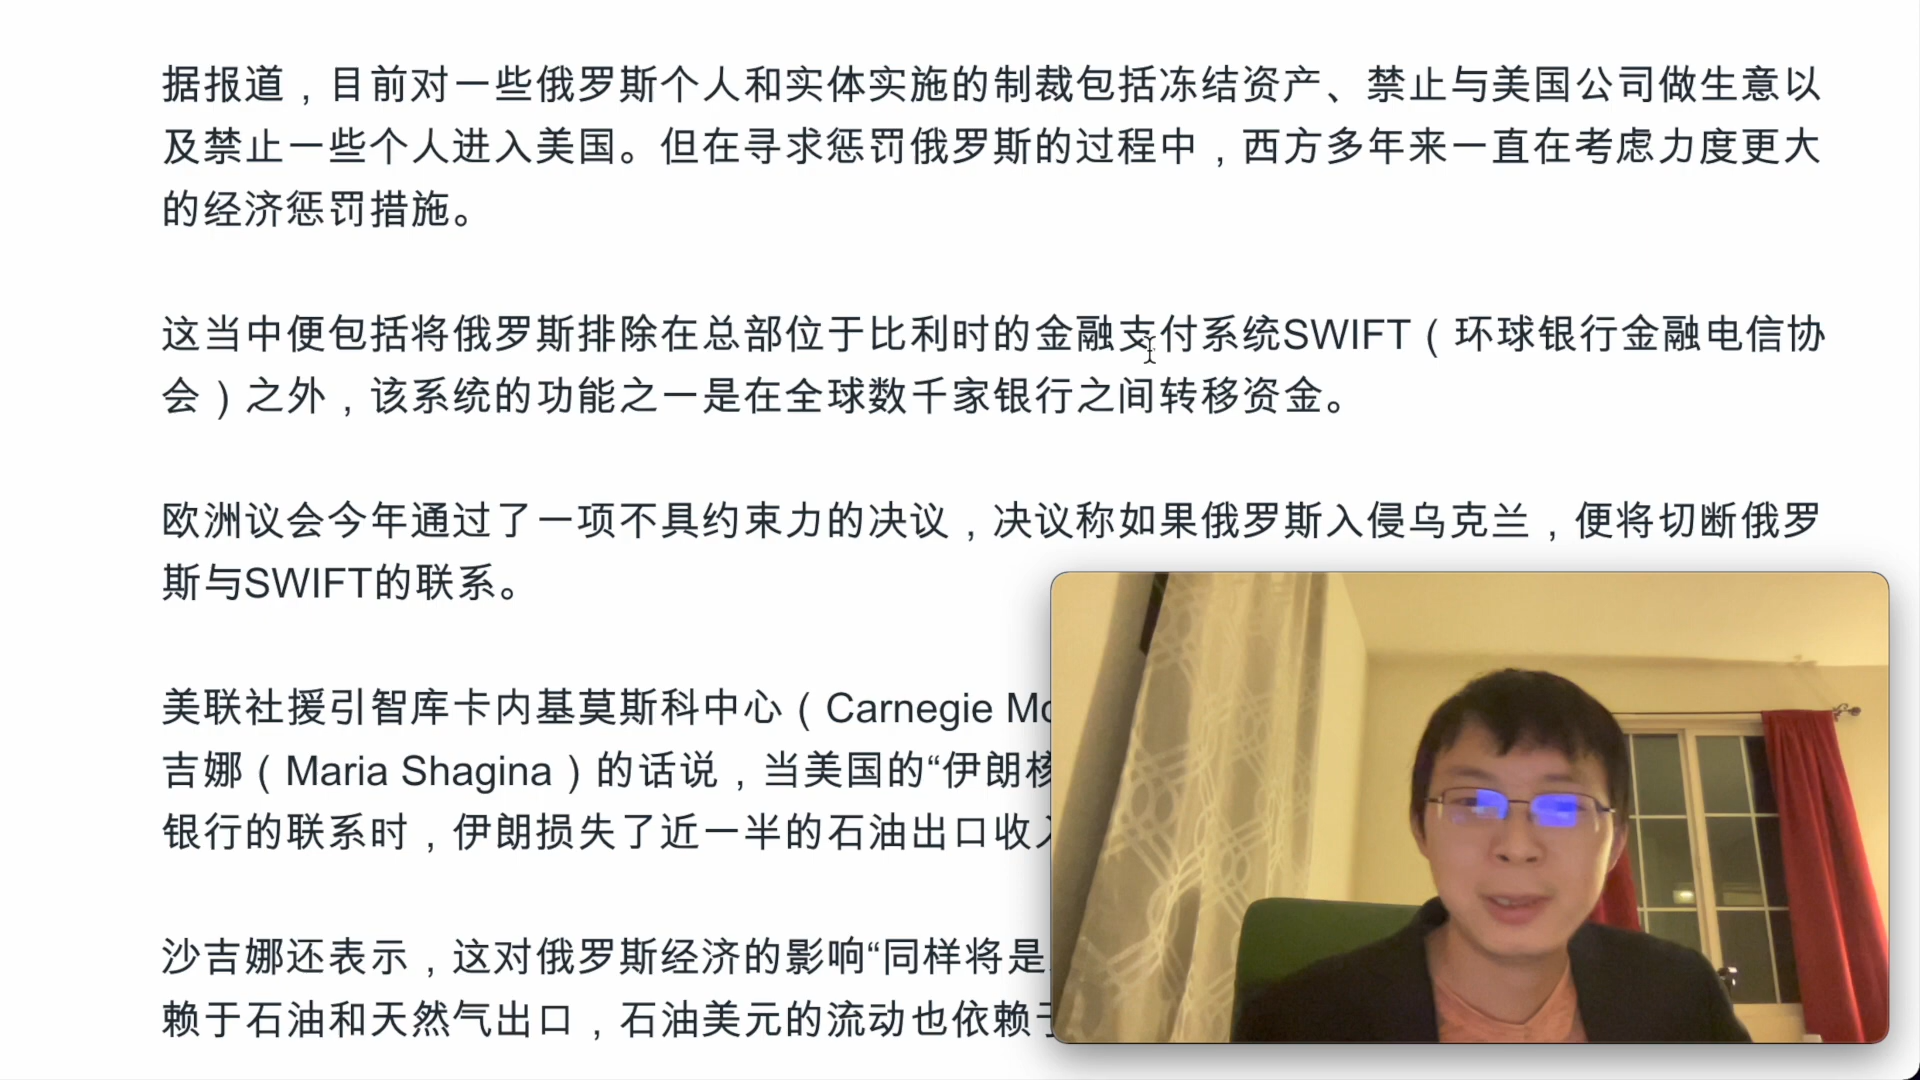 据报道，目前对一些俄罗斯个人和实体实施的制裁包括冻结资产、禁止与美国公司做生意以
及禁止一些个人进入美国。但在寻求惩罚俄罗斯的过程中，西方多年来一直在考虑力度更大
的经济惩罚措施。
这当中便包括将俄罗斯排除在总部位于比利时的金融支付系统SWIFT（环球银行金融电信协
会）之外，该系统的功能之一是在全球数千家银行之间转移资金。
欧洲议会今年通过了一项不具约束力的决议，决议称如果俄罗斯入侵乌克兰，便将切断俄罗
斯与SWIFT的联系。
美联社援引智库卡内基莫斯科中心（Carnegie
吉娜（Maria Shagina）的话说，当美国的“伊朗
银行的联系时，伊朗损失了近一半的石油出口收
沙吉娜还表示，这对俄罗斯经济的影响“同样将是
赖于石油和天然气出口，石油美元的流动也依赖